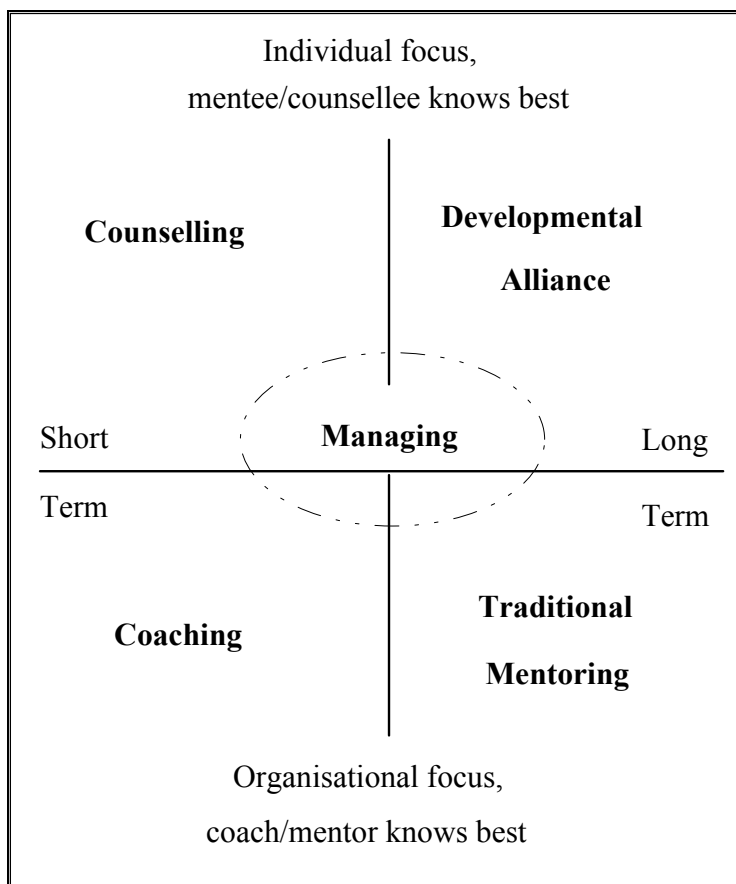 Individual focus,
mentee/counsellee knows best
Counselling
Developmental
Alliance
Short
Managing
Long
Term
Term
Coaching
Traditional
Mentoring
Organisational focus,
coach/mentor knows best